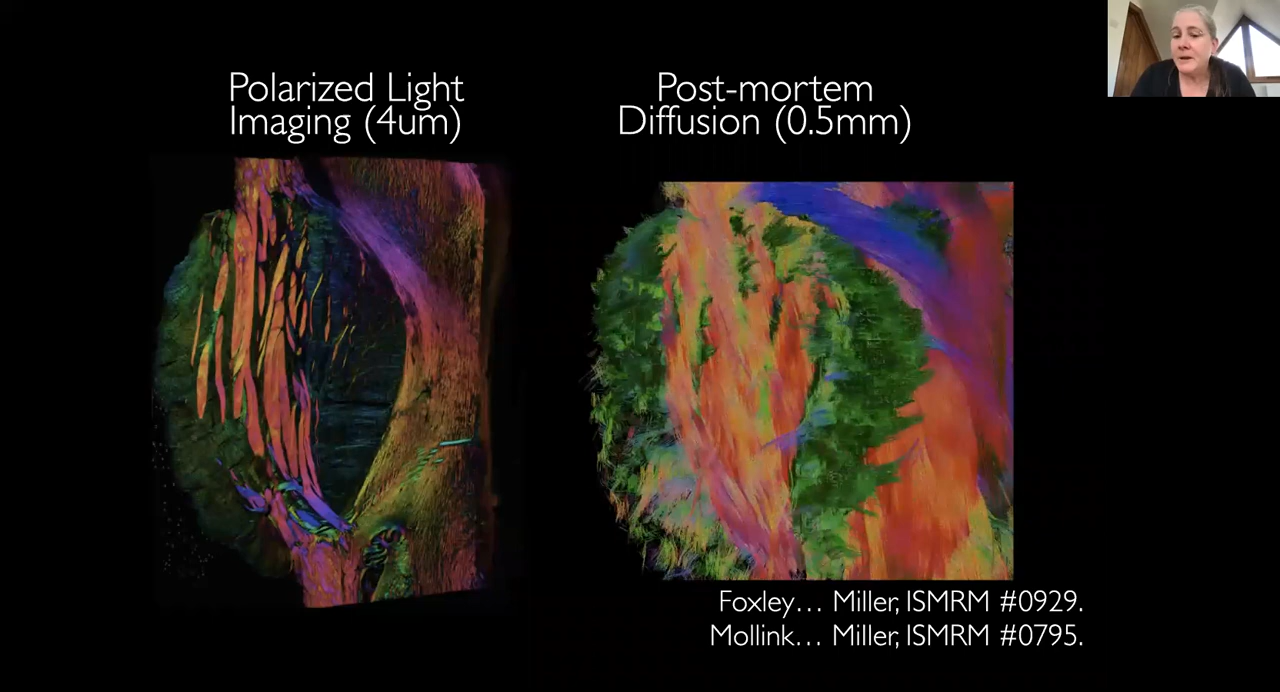 Polarized Light
Imaging (4um)
Post-mortem
Diffusion (0.5mm)
Foxley… Miller, ISMRM #0929.
Mollink… Miller, ISMRM #0795.